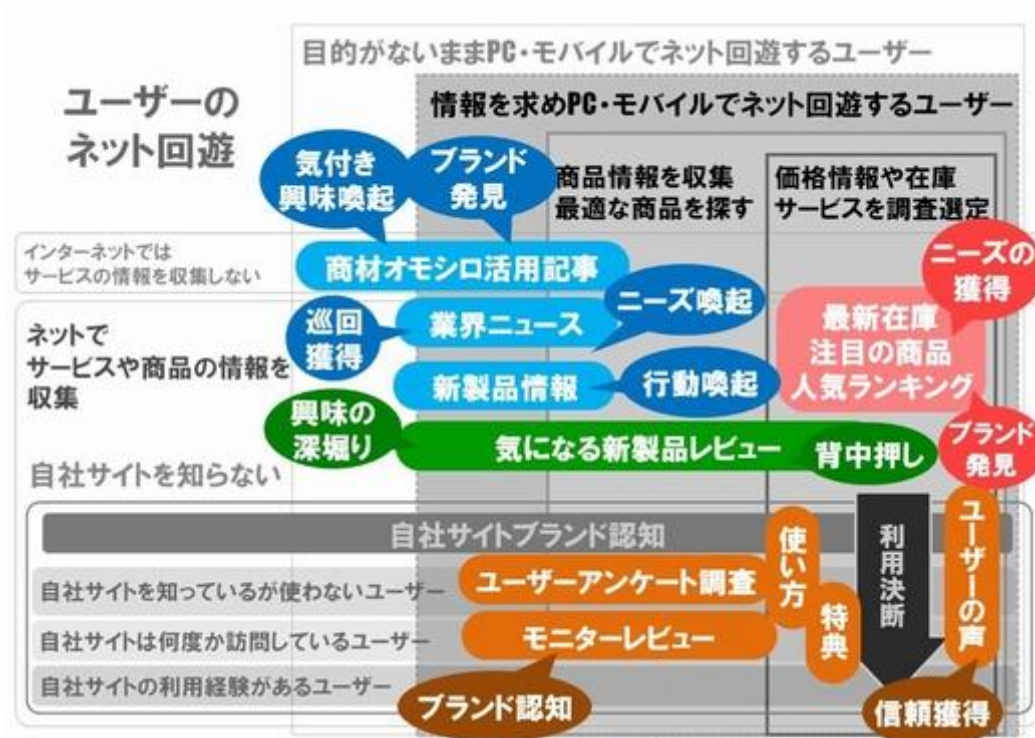 目的がないままPC・モバイルでネット回遊するユーザー
ユーザーの
ネット回遊
情報を求めPC・モバイルでネット回遊するユーザー
気付き
興味喚起
ブランド
発見
商品情報を収集
最適な商品を探す
価格情報や在庫
サービスを調査選定
インターネットでは
サービスの情報を収集しない
商材オモシロ活用記事
ニーズの
獲得
ネットで
サービスや商品の情報を
収集
巡回
獲得
業界ニュース
ニーズ喚起
最新在庫
注目の商品
人気ランキング
新製品情報
行動喚起
興味の
深堀り
気になる新製品レビュー
背中押し
ブランド
発見
自社サイトを知らない
自社サイトブランド認知
使い方
利用決断
ユーザーの声
自社サイトを知っているが使わないユーザー
ユーザーアンケート調査
特典
自社サイトは何度か訪問しているユーザー
モニターレビュー
自社サイトの利用経験があるユーザー
ブランド認知
信頼獲得